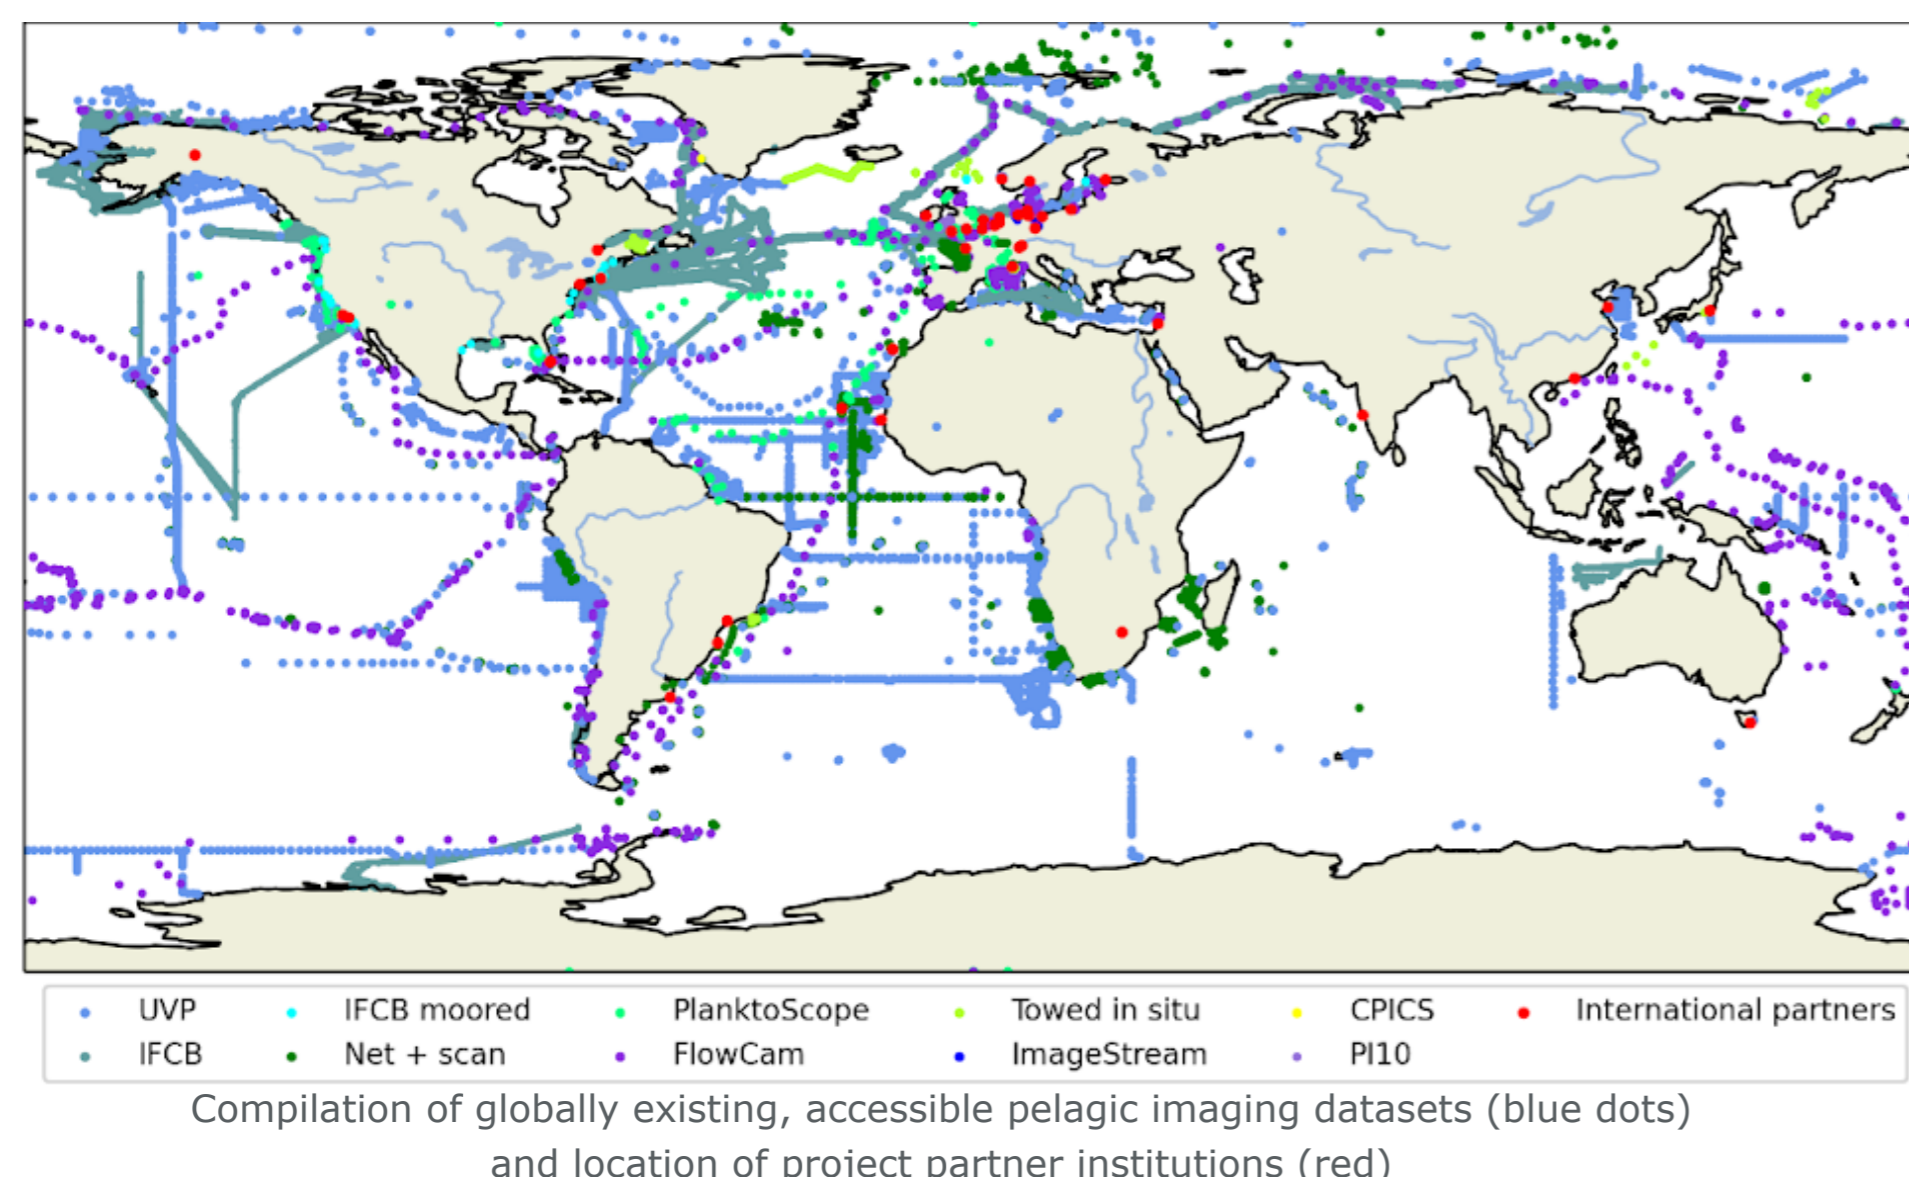 UVP IFCB moored PlanktoScope Towed in situ CPICS International partners
IFCB Net + scan FlowCam ImageStream PI10
Compilation of globally existing, accessible pelagic imaging datasets (blue dots)
and location of project partner institutions (red)